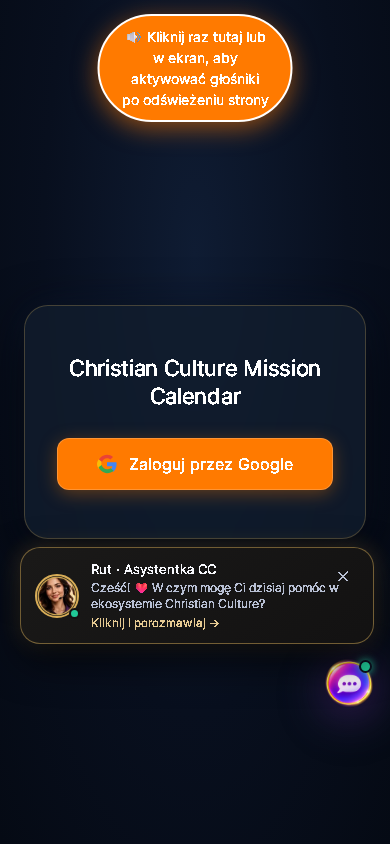 Kliknij raz tutaj lub
w ekran, aby
aktywować głośniki
po odświeżeniu strony
Christian Culture Mission
Calendar
Zaloguj przez Google
Rut · Asystentka CC
Cześć! ❤️ W czym mogę Ci dzisiaj pomóc w
ekosystemie Christian Culture?
Kliknij i porozmawiaj →